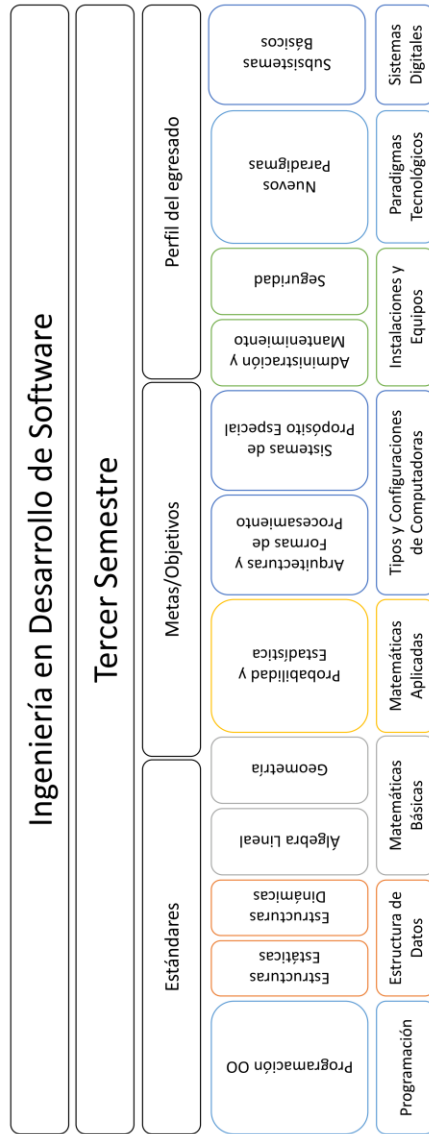 Ingeniería en Desarrollo de Software
Tercer Semestre
Estándares
Metas/Objetivos
Perfil del egresado
Programación OO
Estructuras
Estáticas
Estructuras
Dinámicas
Álgebra Lineal
Geometría
Probabilidad y
Estadística
Arquitecturas y
Formas de
Procesamiento
Sistemas de
Propósito Especial
Administración y
Mantenimiento
Seguridad
Nuevos
Paradigmas
Subsistemas
Básicos
Programación
Estructura de
Datos
Matemáticas
Básicas
Matemáticas
Aplicadas
Tipos y Configuraciones
de Computadoras
Instalaciones y
Equipos
Paradigmas
Tecnológicos
Sistemas
Digitales